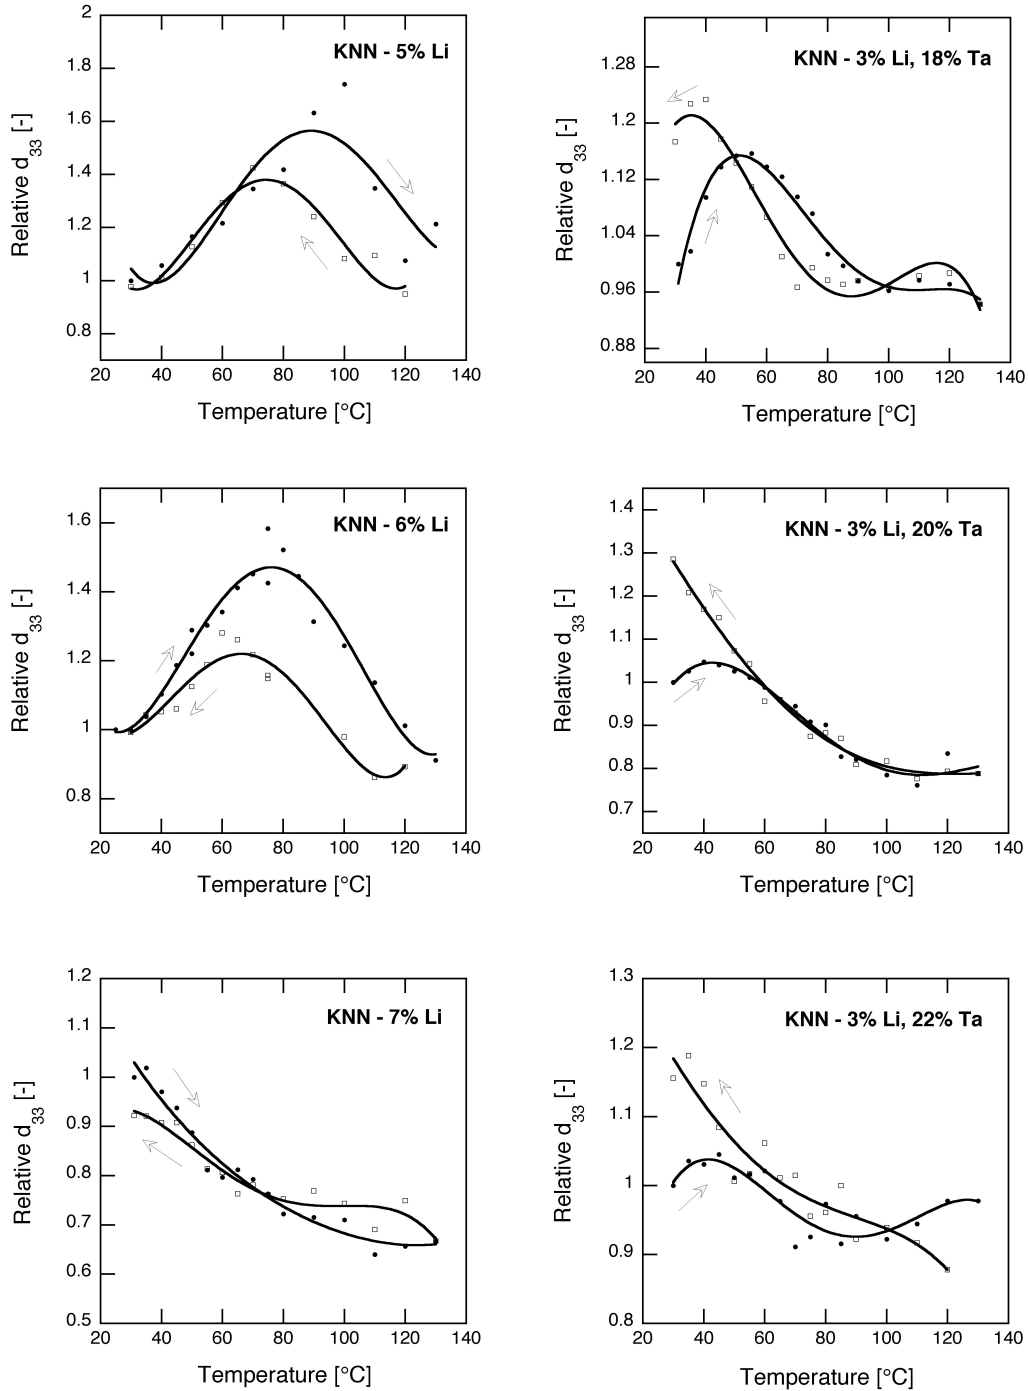 KNN - 5% Li
Relative d33 [-]
2
1.8
1.6
1.4
1.2
1
0.8
20 40 60 80 100 120 140
Temperature [°C]
KNN - 3% Li, 18% Ta
Relative d33 [-]
1.28
1.2
1.12
1.04
0.96
0.88
20 40 60 80 100 120 140
Temperature [°C]
KNN - 6% Li
Relative d33 [-]
1.6
1.4
1.2
1
0.8
20 40 60 80 100 120 140
Temperature [°C]
KNN - 3% Li, 20% Ta
Relative d33 [-]
1.4
1.3
1.2
1.1
1
0.9
0.8
0.7
20 40 60 80 100 120 140
Temperature [°C]
KNN - 7% Li
Relative d33 [-]
1.2
1.1
1
0.9
0.8
0.7
0.6
0.5
20 40 60 80 100 120 140
Temperature [°C]
KNN - 3% Li, 22% Ta
Relative d33 [-]
1.3
1.2
1.1
1
0.9
0.8
20 40 60 80 100 120 140
Temperature [°C]